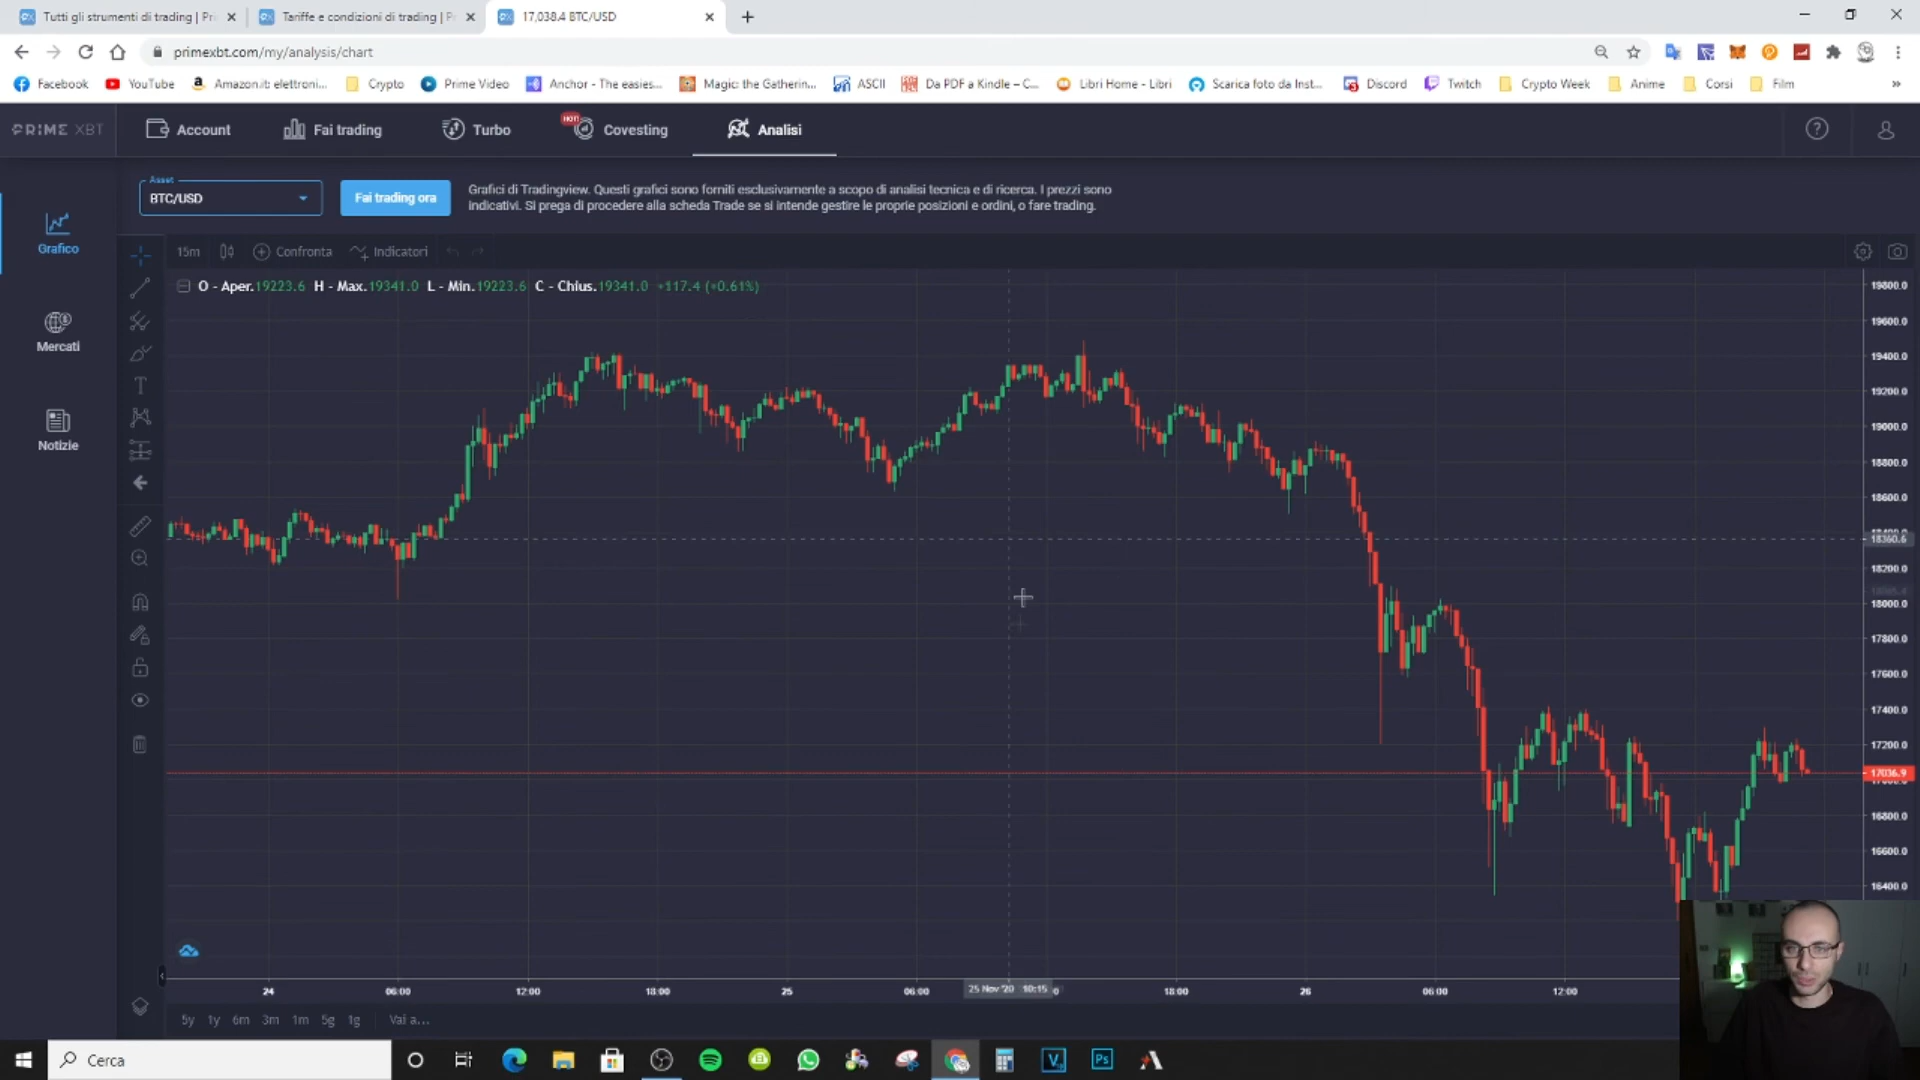 Tutti gli strumenti di trading | Pri
Tariffe e condizioni di trading | P
17,038.4 BTC/USD
primexbt.com/my/analysis/chart
Facebook
YouTube
Amazon.it: elettroni...
Crypto
Prime Video
Anchor - The easies...
Magic: the Gatherin...
ASCII
Da PDF a Kindle – C...
Libri Home - Libri
Scarica foto da Inst...
Discord
Twitch
Crypto Week
Anime
Corsi
Film
»
PRIME XBT
Account
Fai trading
Turbo
HOT!
Covesting
Analisi
Asset
BTC/USD
Fai trading ora
Grafici di Tradingview. Questi grafici sono forniti esclusivamente a scopo di analisi tecnica e di ricerca. I prezzi sono
indicativi. Si prega di procedere alla scheda Trade se si intende gestire le proprie posizioni e ordini, o fare trading.
Grafico
Mercati
Notizie
15m
Confronta
Indicatori
O - Aper.19223.6 H - Max.19341.0 L - Min.19223.6 C - Chius.19341.0 +117.4 (+0.61%)
19800.0
19600.0
19400.0
19200.0
19000.0
18800.0
18600.0
18360.6
18200.0
18000.0
17800.0
17600.0
17400.0
17200.0
17036.9
16800.0
16600.0
16400.0
24
06:00
12:00
18:00
25
06:00
25 Nov '20 10:15
18:00
26
06:00
12:00
5y 1y 6m 3m 1m 5g 1g Vai a...
Cerca
Ps